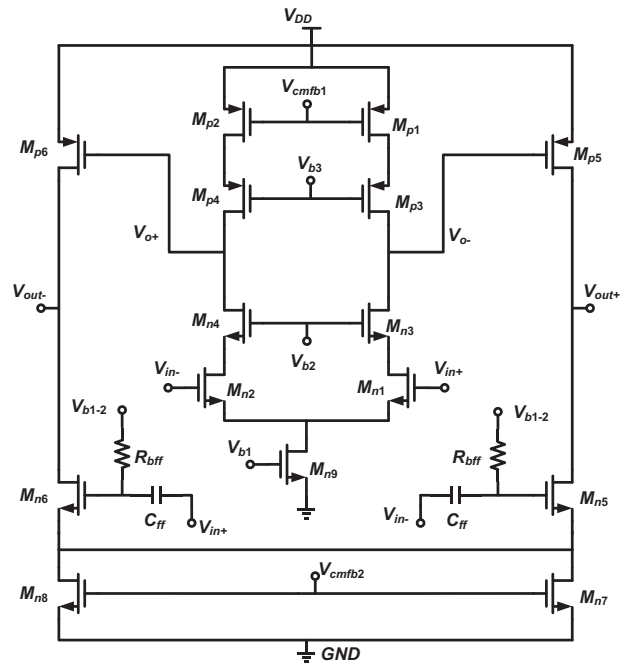 VDD
Vcmfb1
Mp2
Mp1
Mp6
Mp5
Vb3
Mp4
Mp3
Vo+
Vo-
Vout-
Vout+
Mn4
Mn3
Vb2
Vin-
Vin+
Mn2
Mn1
Vb1-2
Vb1-2
Rbff
Rbff
Vb1
Mn9
Mn6
Mn5
Cff
Vin+
Vin-
Cff
Mn8
Vcmfb2
Mn7
GND